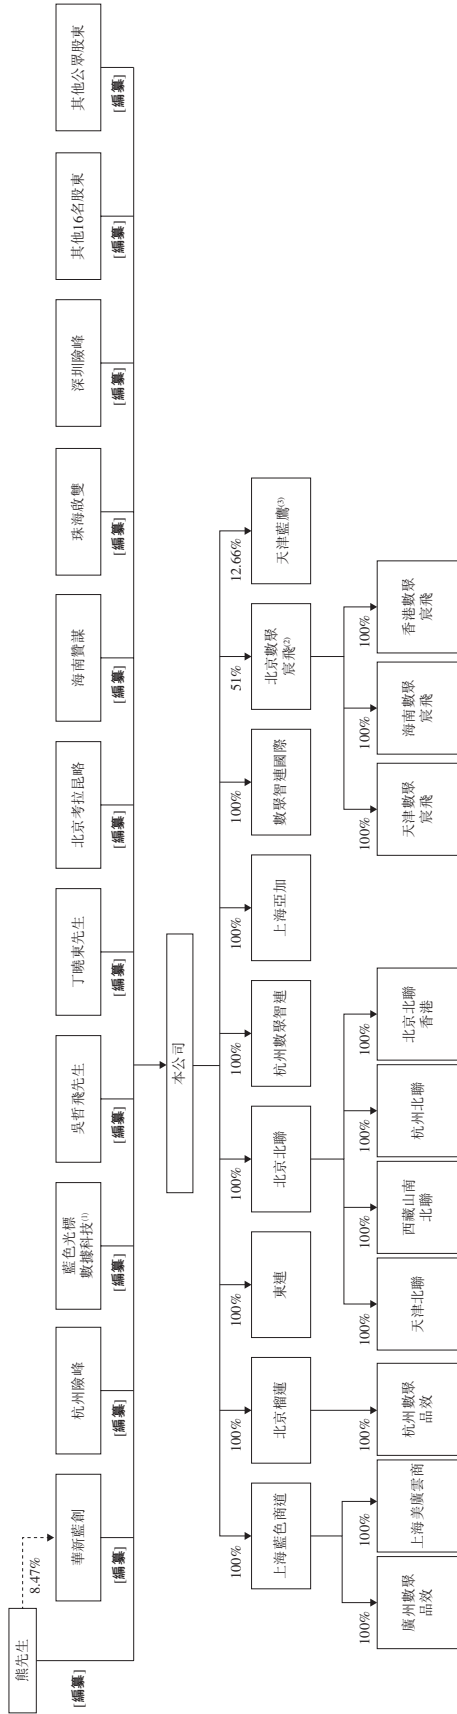 熊先生
8.47%
華新藍創
杭州險峰
藍色光標
數據科技(1)
吳哲飛先生
丁曉東先生
北京考拉昆略
海南贊謀
珠海啟雙
深圳險峰
其他16名股東
其他公眾股東
[編纂]
[編纂]
[編纂]
[編纂]
[編纂]
[編纂]
[編纂]
[編纂]
[編纂]
[編纂]
[編纂]
[編纂]
本公司
100%
100%
100%
100%
100%
100%
100%
51%
12.66%
上海藍色商道
北京榴蓮
東連
北京北聯
杭州數聚智連
上海亞加
數聚智連國際
北京數聚
宸飛(2)
天津藍鷹(3)
100%
100%
100%
100%
100%
100%
100%
100%
100%
100%
廣州數聚
品效
上海美廣雲商
杭州數聚
品效
天津北聯
西藏山南
北聯
杭州北聯
北京北聯
香港
天津數聚
宸飛
海南數聚
宸飛
香港數聚
宸飛